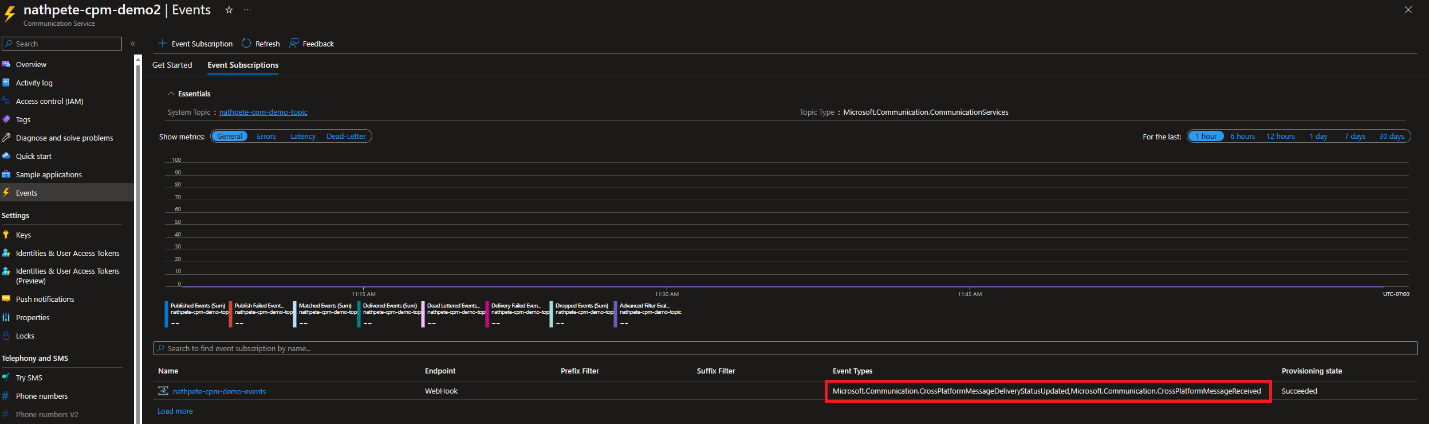 nathpete-cpm-demo2 | Events
Communication Service
Search
Overview
Activity log
Access control (IAM)
Tags
Diagnose and solve problems
Quick start
Sample applications
Events
Settings
Keys
Identities & User Access Tokens
Identities & User Access Tokens
(Preview)
Push notifications
Properties
Locks
Telephony and SMS
Try SMS
Phone numbers
Phone numbers V2
Event Subscription Refresh Feedback
Get Started Event Subscriptions
Essentials
System Topic : nathpete-cpm-demo-topic Topic Type : Microsoft.Communication.CommunicationServices
Show metrics: General Errors Latency Dead-Letter For the last: 1 hour 6 hours 12 hours 1 day 7 days 30 days
100
90
80
70
60
50
40
30
20
10
0
11:15 AM 11:30 AM 11:45 AM UTC-07:00
Published Events (Sum) Publish Failed Event... Matched Events (Sum) Delivered Events (Sum) Dead Lettered Events... Delivery Failed Even... Dropped Events (Sum) Advanced Filter Eval...
nathpete-cpm-demo-top nathpete-cpm-demo-top nathpete-cpm-demo-top nathpete-cpm-demo-top nathpete-cpm-demo-top nathpete-cpm-demo-top nathpete-cpm-demo-top nathpete-cpm-demo-topic
-- -- -- -- -- -- -- --
Search to find event subscription by name...
Name Endpoint Prefix Filter Suffix Filter Event Types Provisioning state
nathpete-cpm-demo-events WebHook Microsoft.Communication.CrossPlatformMessageDeliveryStatusUpdated,Microsoft.Communication.CrossPlatformMessageReceived Succeeded
Load more